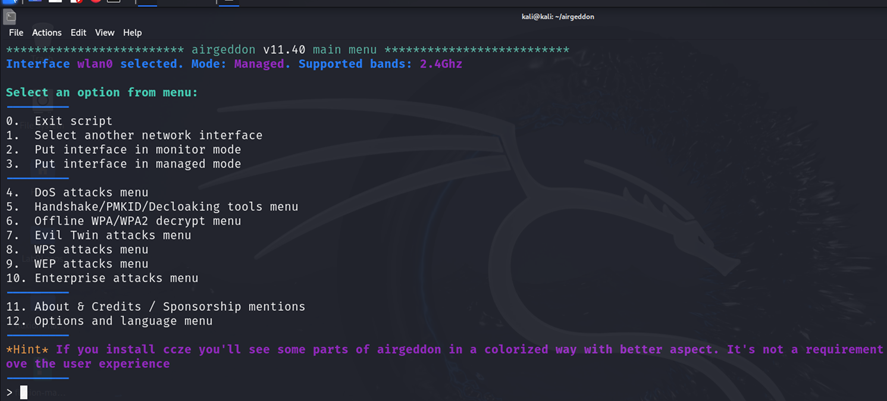 kali@kali: ~/airgeddon
File Actions Edit View Help
************************* airgeddon v11.40 main menu **************************
Interface wlan0 selected. Mode: Managed. Supported bands: 2.4Ghz
Select an option from menu:
0. Exit script
1. Select another network interface
2. Put interface in monitor mode
3. Put interface in managed mode
4. DoS attacks menu
5. Handshake/PMKID/Decloaking tools menu
6. Offline WPA/WPA2 decrypt menu
7. Evil Twin attacks menu
8. WPS attacks menu
9. WEP attacks menu
10. Enterprise attacks menu
11. About & Credits / Sponsorship mentions
12. Options and language menu
*Hint* If you install ccze you'll see some parts of airgeddon in a colorized way with better aspect. It's not a requirement
ove the user experience
>